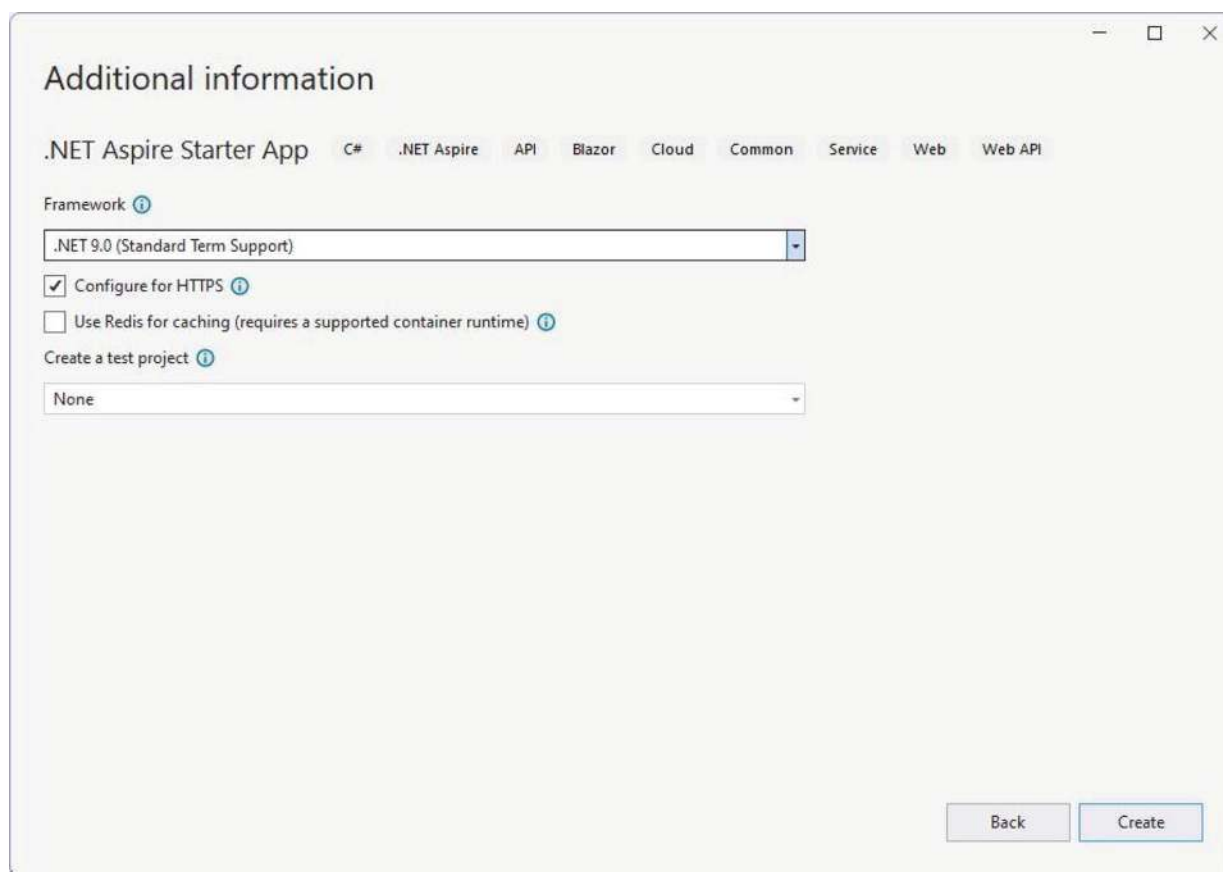 Additional information
.NET Aspire Starter App C# .NET Aspire API Blazor Cloud Common Service Web Web API
Framework
.NET 9.0 (Standard Term Support)
Configure for HTTPS
Use Redis for caching (requires a supported container runtime)
Create a test project
None
Back Create